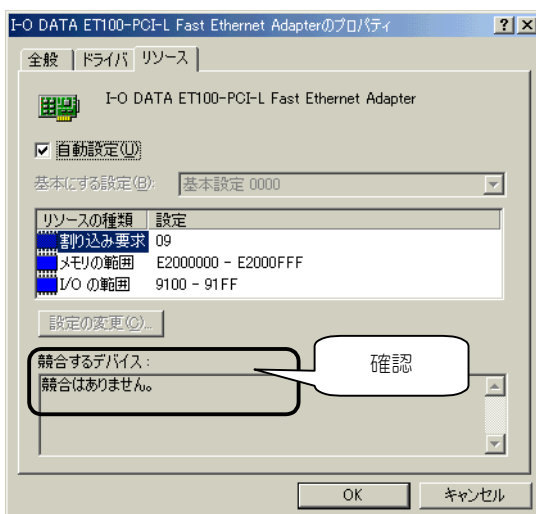 I-O DATA ET100-PCI-L Fast Ethernet Adapterのプロパティ
全般 ドライバ リソース
I-O DATA ET100-PCI-L Fast Ethernet Adapter
自動設定(U)
基本にする設定(B): 基本設定 0000
リソースの種類 設定
割り込み要求 09
メモリの範囲 E2000000 - E2000FFF
I/O の範囲 9100 - 91FF
設定の変更(C)...
競合するデバイス:
確認
競合はありません。
OK キャンセル